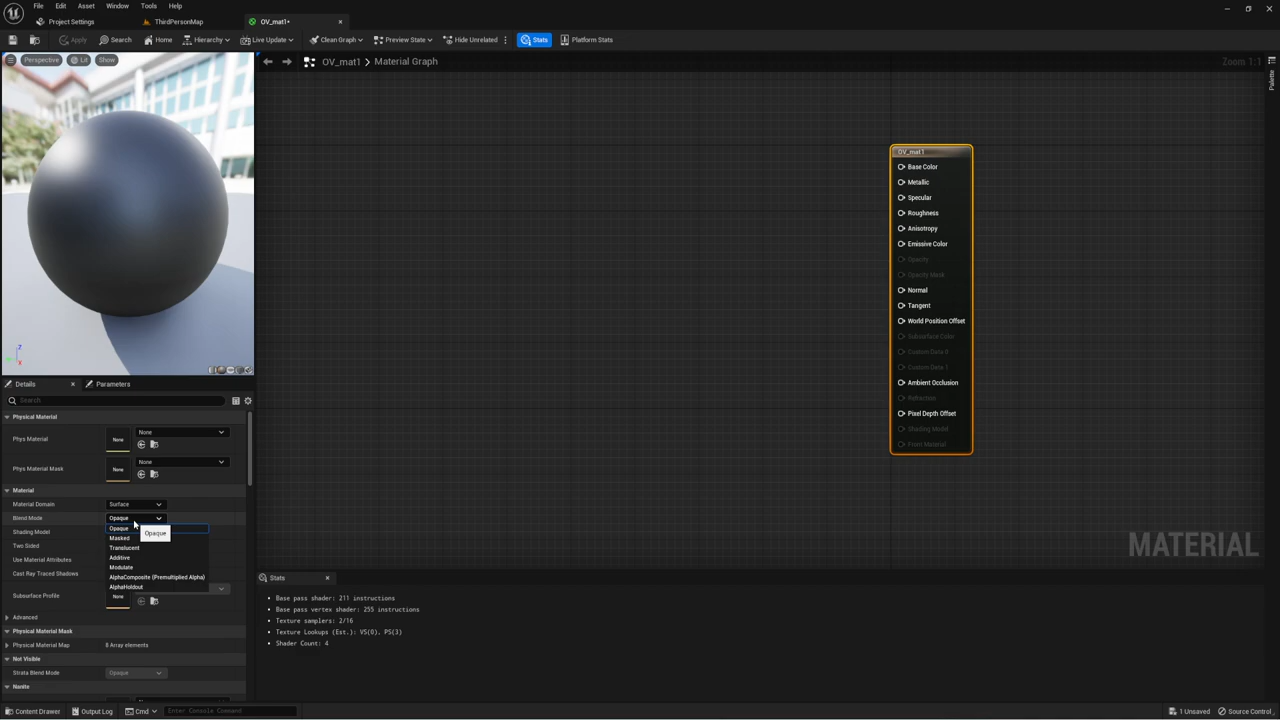 File Edit Asset Window Tools Help
Project Settings ThirdPersonMap OV_mat1•
Apply Search Home Hierarchy Live Update Clean Graph Preview State Hide Unrelated Stats Platform Stats
Perspective Lit Show
OV_mat1 > Material Graph
Zoom 1:1
Palette
OV_mat1
Base Color
Metallic
Specular
Roughness
Anisotropy
Emissive Color
Opacity
Opacity Mask
Normal
Tangent
World Position Offset
Subsurface Color
Custom Data 0
Custom Data 1
Ambient Occlusion
Refraction
Pixel Depth Offset
Shading Model
Front Material
MATERIAL
Z
X
Details Parameters
Search
Physical Material
Phys Material None None
Phys Material Mask None None
Material
Material Domain Surface
Blend Mode Opaque
Shading Model
Two Sided
Use Material Attributes
Cast Ray Traced Shadows
Subsurface Profile None
Opaque
Masked
Translucent
Additive
Modulate
AlphaComposite (Premultiplied Alpha)
AlphaHoldout
Opaque
Advanced
Physical Material Mask
Physical Material Map 8 Array elements
Not Visible
Strata Blend Mode Opaque
Nanite
Stats
Base pass shader: 211 instructions
Base pass vertex shader: 255 instructions
Texture samplers: 2/16
Texture Lookups (Est.): VS(0), PS(3)
Shader Count: 4
Content Drawer Output Log Cmd Enter Console Command 1 Unsaved Source Control